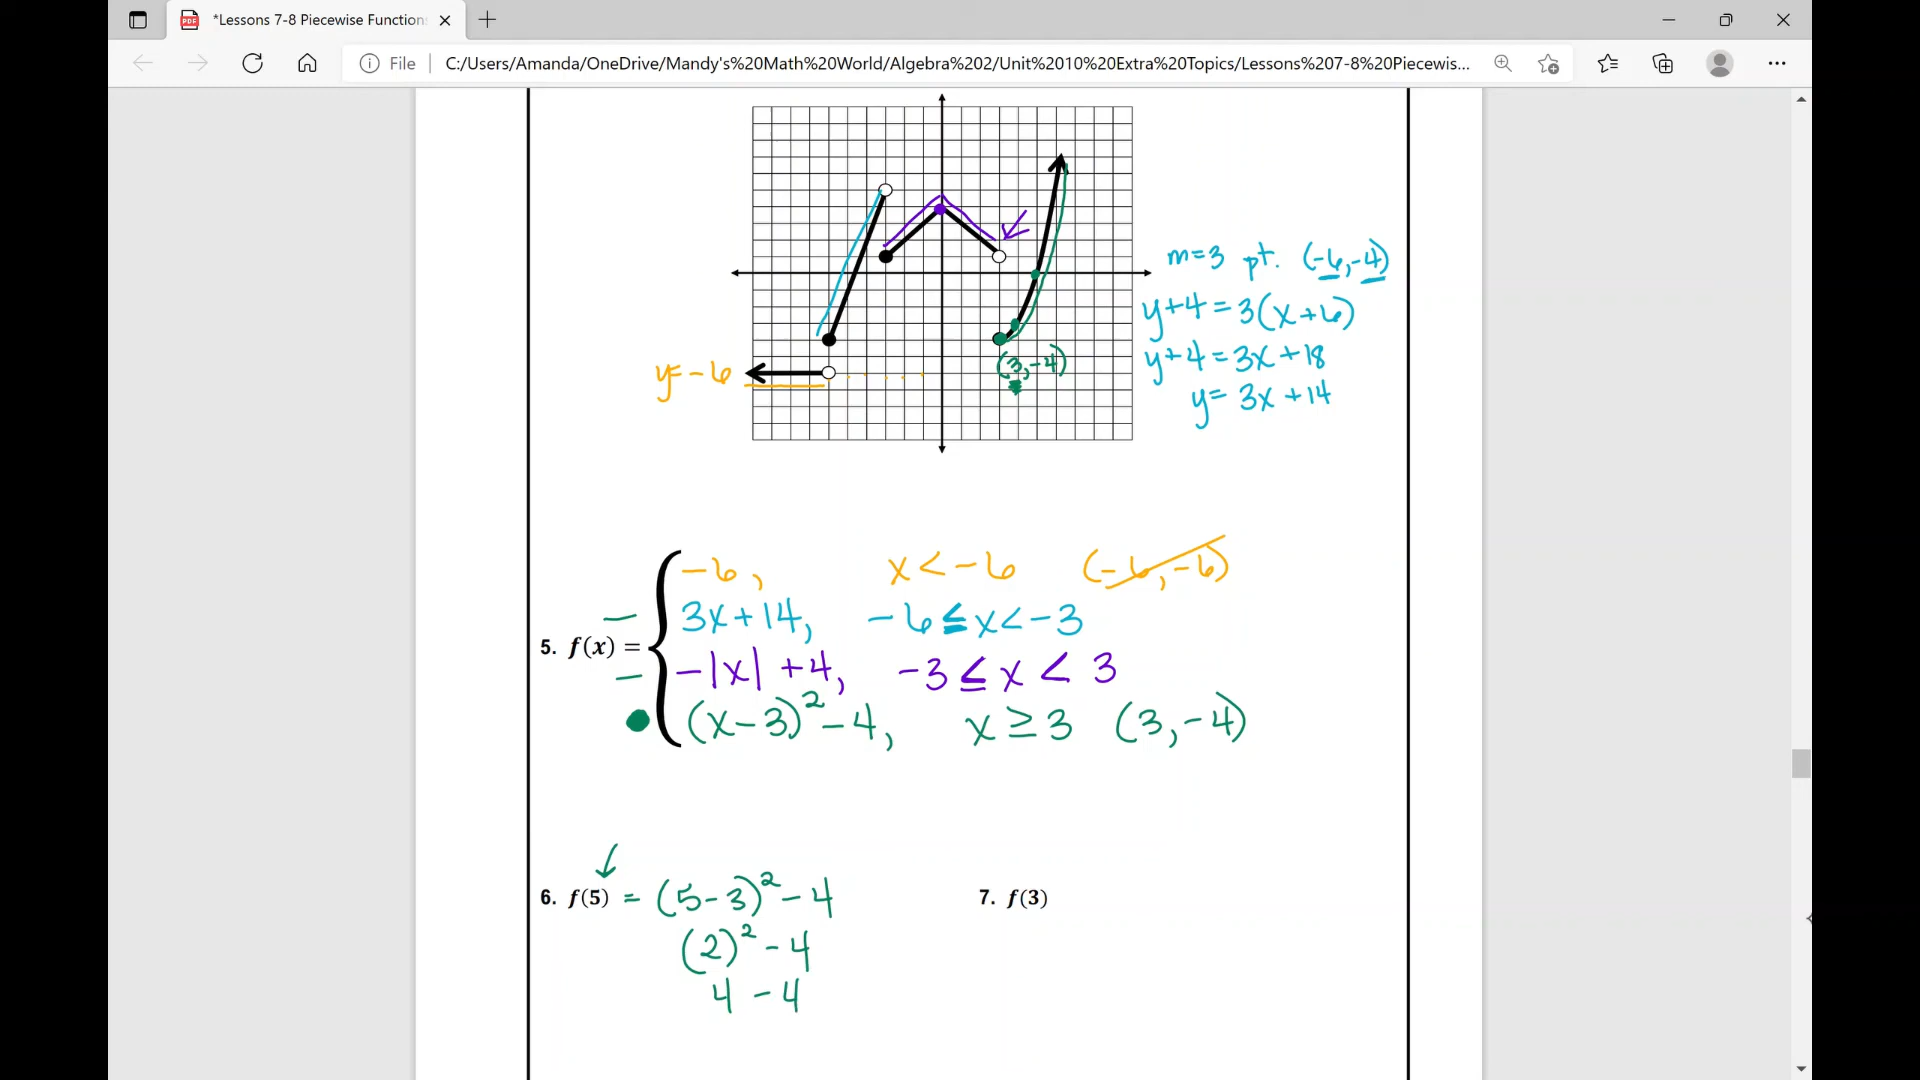 *Lessons 7-8 Piecewise Function
PDF
File C:/Users/Amanda/OneDrive/Mandy's%20Math%20World/Algebra%202/Unit%2010%20Extra%20Topics/Lessons%207-8%20Piecewis...
m=3 pt. (-6,-4)
y+4=3(x+6)
y+4=3x+18
y=3x+14
y=-6
(3,-4)
-6, x<-6 (-6,-6)
3x+14, -6≤x<-3
5. f(x) =
-|x|+4, -3≤x<3
(x-3)²-4, x≥3 (3,-4)
6. f(5) = (5-3)²-4
(2)²-4
4-4
7. f(3)